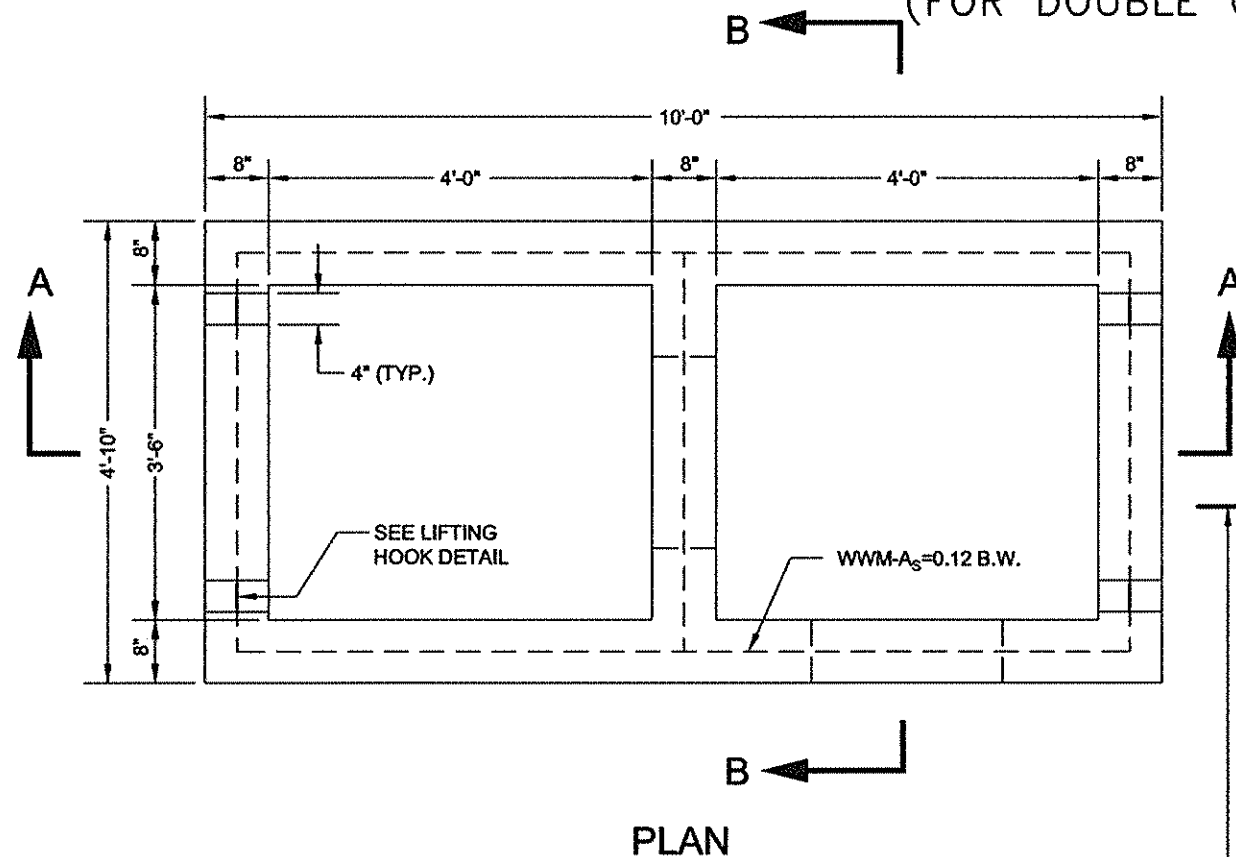 (FOR DOUBLE
B
10'-0"
8" 4'-0" 8" 4'-0" 8"
8"
A A
4" (TYP.)
4'-10" 3'-6"
SEE LIFTING
HOOK DETAIL
WWM-AS=0.12 B.W.
8"
B
PLAN